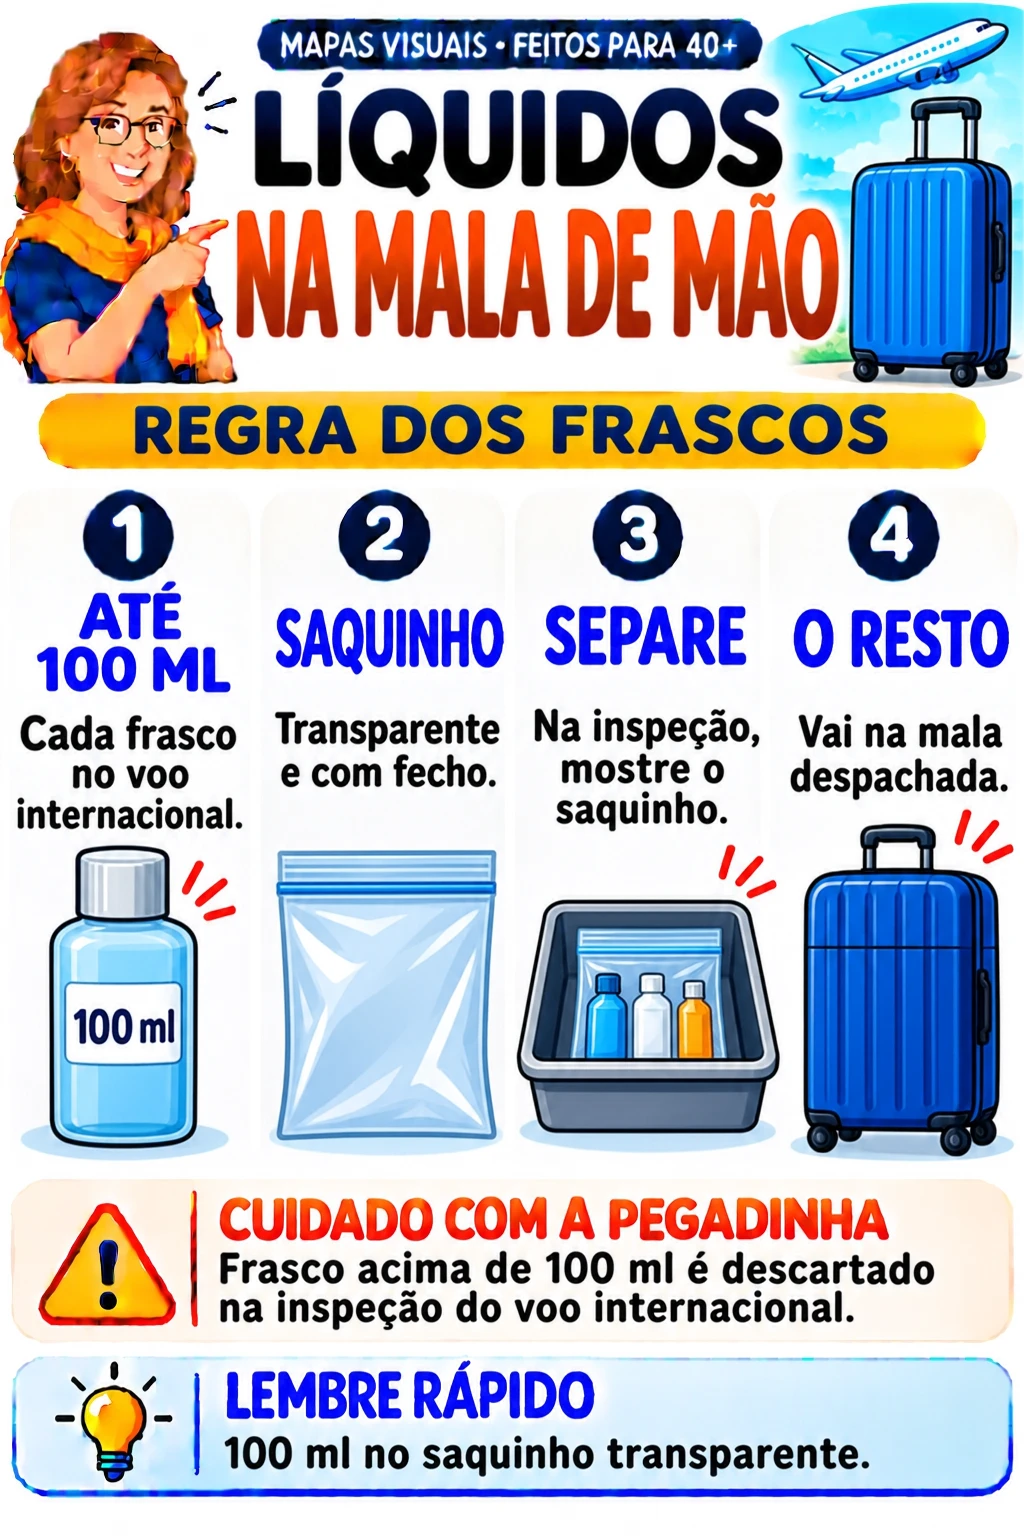 MAPAS VISUAIS • FEITOS PARA 40+
LÍQUIDOS
NA MALA DE MÃO
REGRA DOS FRASCOS
1
ATÉ
100 ML
Cada frasco
no voo
internacional.
100 ml
2
SAQUINHO
Transparente
e com fecho.
3
SEPARE
Na inspeção,
mostre o
saquinho.
4
O RESTO
Vai na mala
despachada.
CUIDADO COM A PEGADINHA
Frasco acima de 100 ml é descartado
na inspeção do voo internacional.
LEMBRE RÁPIDO
100 ml no saquinho transparente.